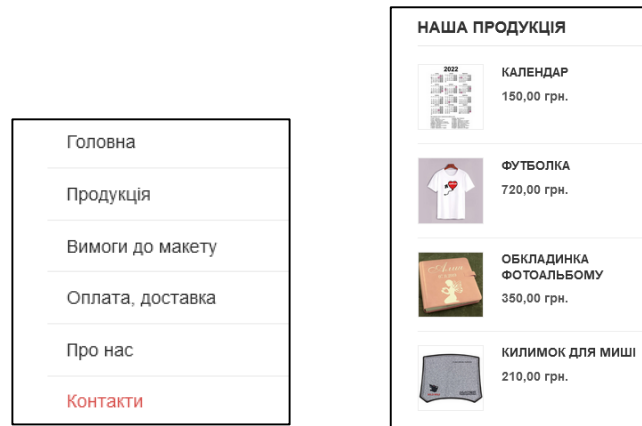 Головна
Продукція
Вимоги до макету
Оплата, доставка
Про нас
Контакти
НАША ПРОДУКЦІЯ
2022
КАЛЕНДАР
150,00 грн.
ФУТБОЛКА
720,00 грн.
ОБКЛАДИНКА
ФОТОАЛЬБОМУ
350,00 грн.
КИЛИМОК ДЛЯ МИШІ
210,00 грн.